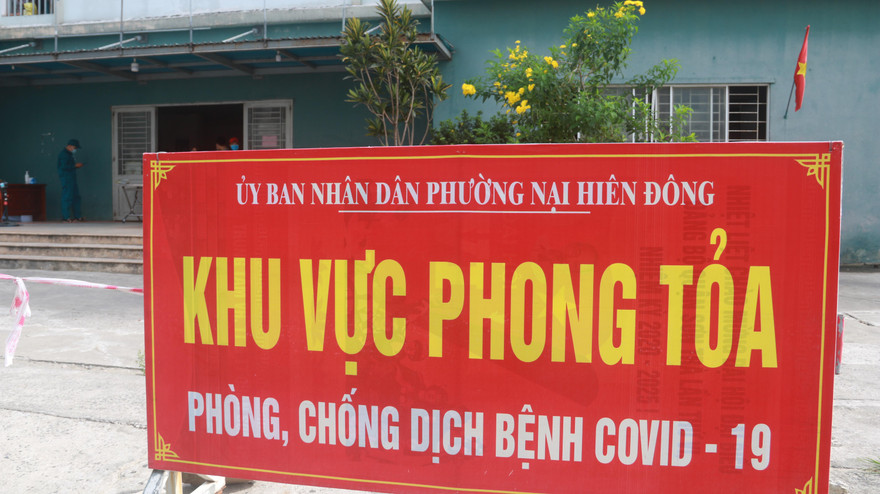 ỦY BAN NHÂN DÂN PHƯỜNG NẠI HIÊN ĐÔNG
KHU VỰC PHONG TỎA
PHÒNG, CHỐNG DỊCH BỆNH COVID - 19